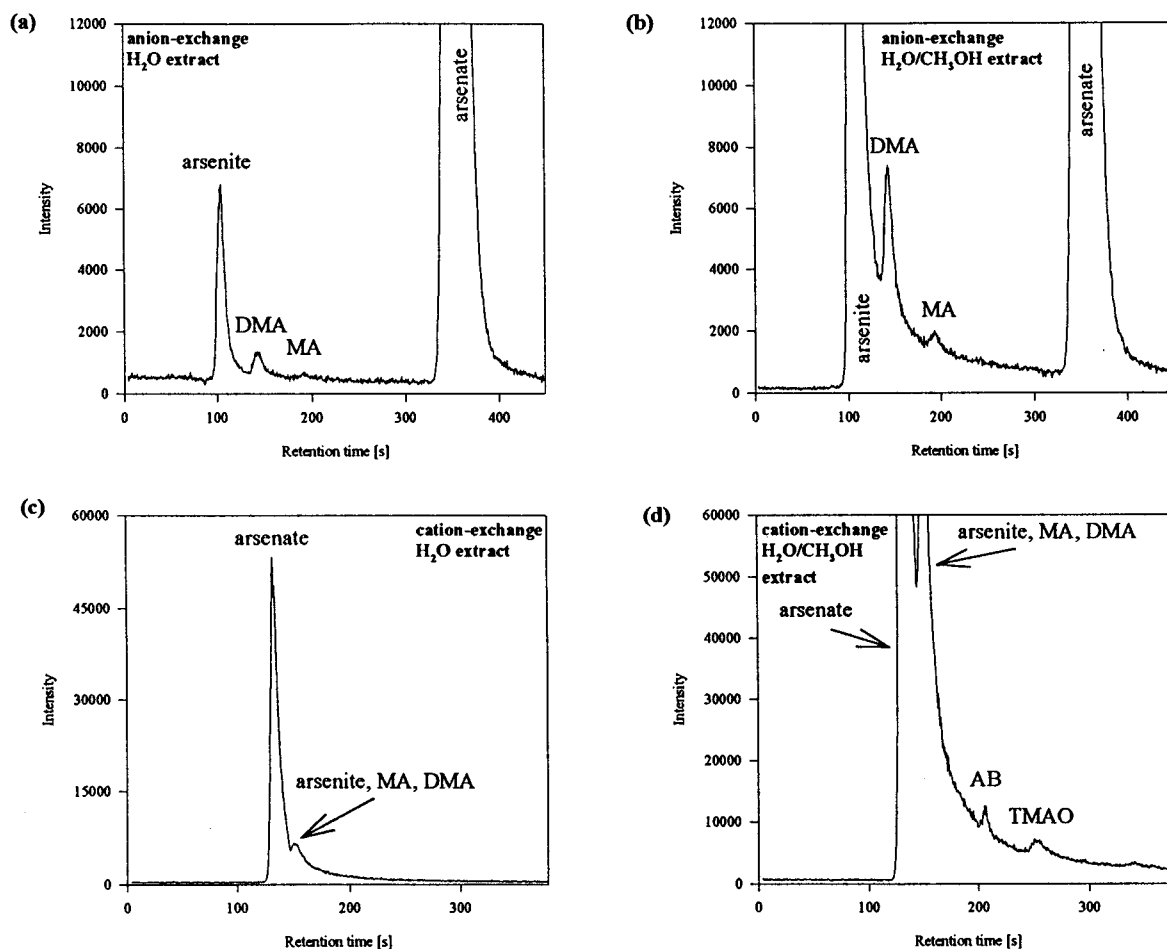 (a)
anion-exchange
H₂O extract
arsenite
DMA
MA
arsenate
12000
10000
8000
6000
4000
2000
0
Intensity
0
100
200
300
400
Retention time [s]
(b)
anion-exchange
H₂O/CH₃OH extract
arsenite
DMA
MA
arsenate
12000
10000
8000
6000
4000
2000
0
Intensity
0
100
200
300
400
Retention time [s]
(c)
cation-exchange
H₂O extract
arsenate
arsenite, MA, DMA
60000
45000
30000
15000
0
Intensity
0
100
200
300
Retention time [s]
(d)
cation-exchange
H₂O/CH₃OH
extract
arsenate
arsenite, MA, DMA
AB
TMAO
60000
50000
40000
30000
20000
10000
0
Intensity
0
100
200
300
Retention time [s]